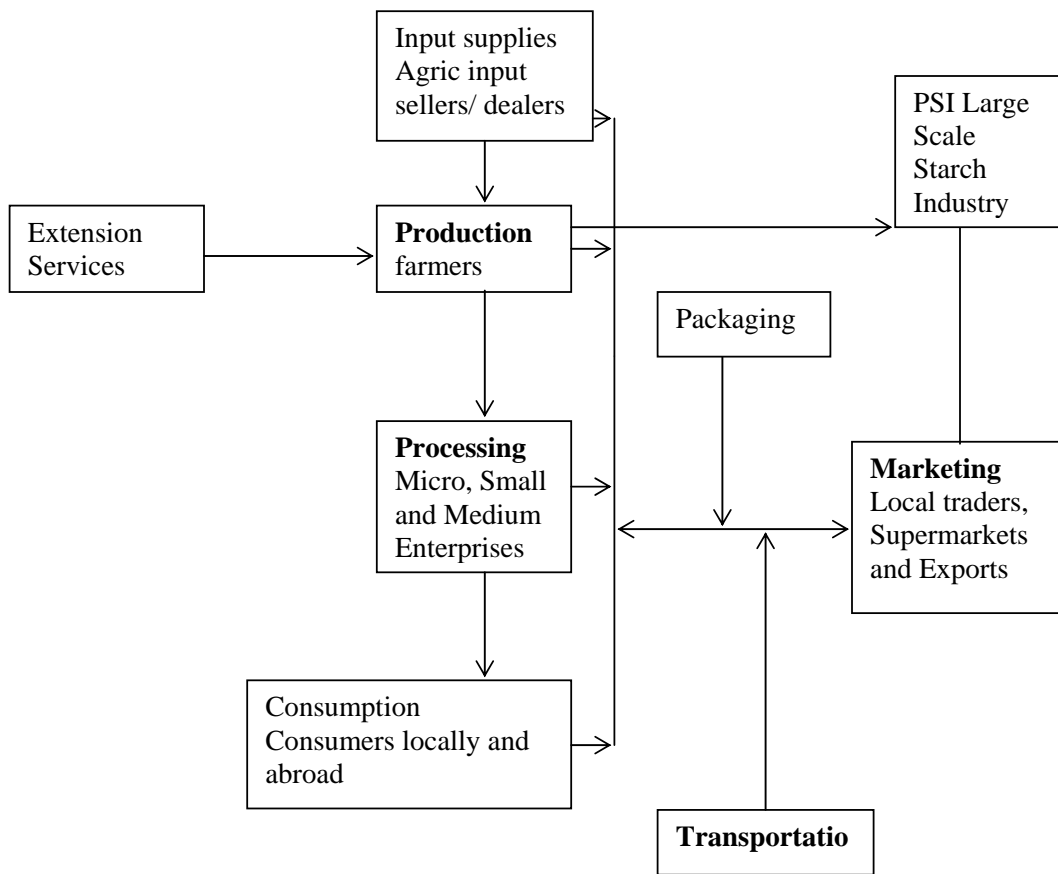 Input supplies
Agric input
sellers/ dealers
PSI Large
Scale
Starch
Industry
Extension
Services
Production
farmers
Packaging
Processing
Micro, Small
and Medium
Enterprises
Marketing
Local traders,
Supermarkets
and Exports
Consumption
Consumers locally and
abroad
Transportatio